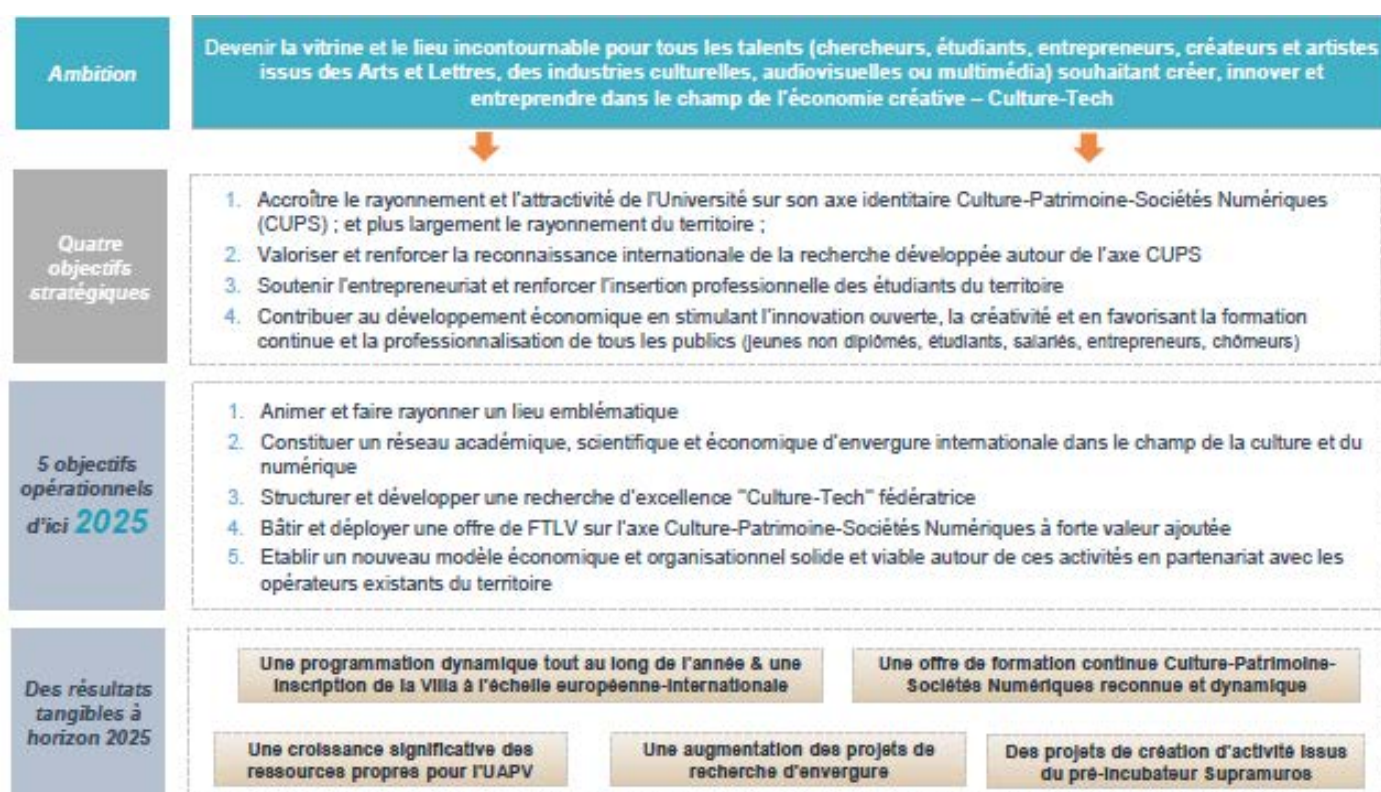 Ambition
Devenir la vitrine et le lieu incontournable pour tous les talents (chercheurs, étudiants, entrepreneurs, créateurs et artistes
issus des Arts et Lettres, des industries culturelles, audiovisuelles ou multimédia) souhaitant créer, innover et
entreprendre dans le champ de l'économie créative – Culture-Tech
Quatre
objectifs
stratégiques
1. Accroître le rayonnement et l'attractivité de l'Université sur son axe identitaire Culture-Patrimoine-Sociétés Numériques
(CUPS) ; et plus largement le rayonnement du territoire ;
2. Valoriser et renforcer la reconnaissance internationale de la recherche développée autour de l'axe CUPS
3. Soutenir l'entrepreneuriat et renforcer l'insertion professionnelle des étudiants du territoire
4. Contribuer au développement économique en stimulant l'innovation ouverte, la créativité et en favorisant la formation
continue et la professionnalisation de tous les publics (jeunes non diplômés, étudiants, salariés, entrepreneurs, chômeurs)
5 objectifs
opérationnels
d'ici 2025
1. Animer et faire rayonner un lieu emblématique
2. Constituer un réseau académique, scientifique et économique d'envergure internationale dans le champ de la culture et du
numérique
3. Structurer et développer une recherche d'excellence "Culture-Tech" fédératrice
4. Bâtir et déployer une offre de FTLV sur l'axe Culture-Patrimoine-Sociétés Numériques à forte valeur ajoutée
5. Etablir un nouveau modèle économique et organisationnel solide et viable autour de ces activités en partenariat avec les
opérateurs existants du territoire
Des résultats
tangibles à
horizon 2025
Une programmation dynamique tout au long de l'année & une
inscription de la Villa à l'échelle européenne-internationale
Une offre de formation continue Culture-Patrimoine-
Sociétés Numériques reconnue et dynamique
Une croissance significative des
ressources propres pour l'UAPV
Une augmentation des projets de
recherche d'envergure
Des projets de création d'activité issus
du pré-incubateur Supramuros